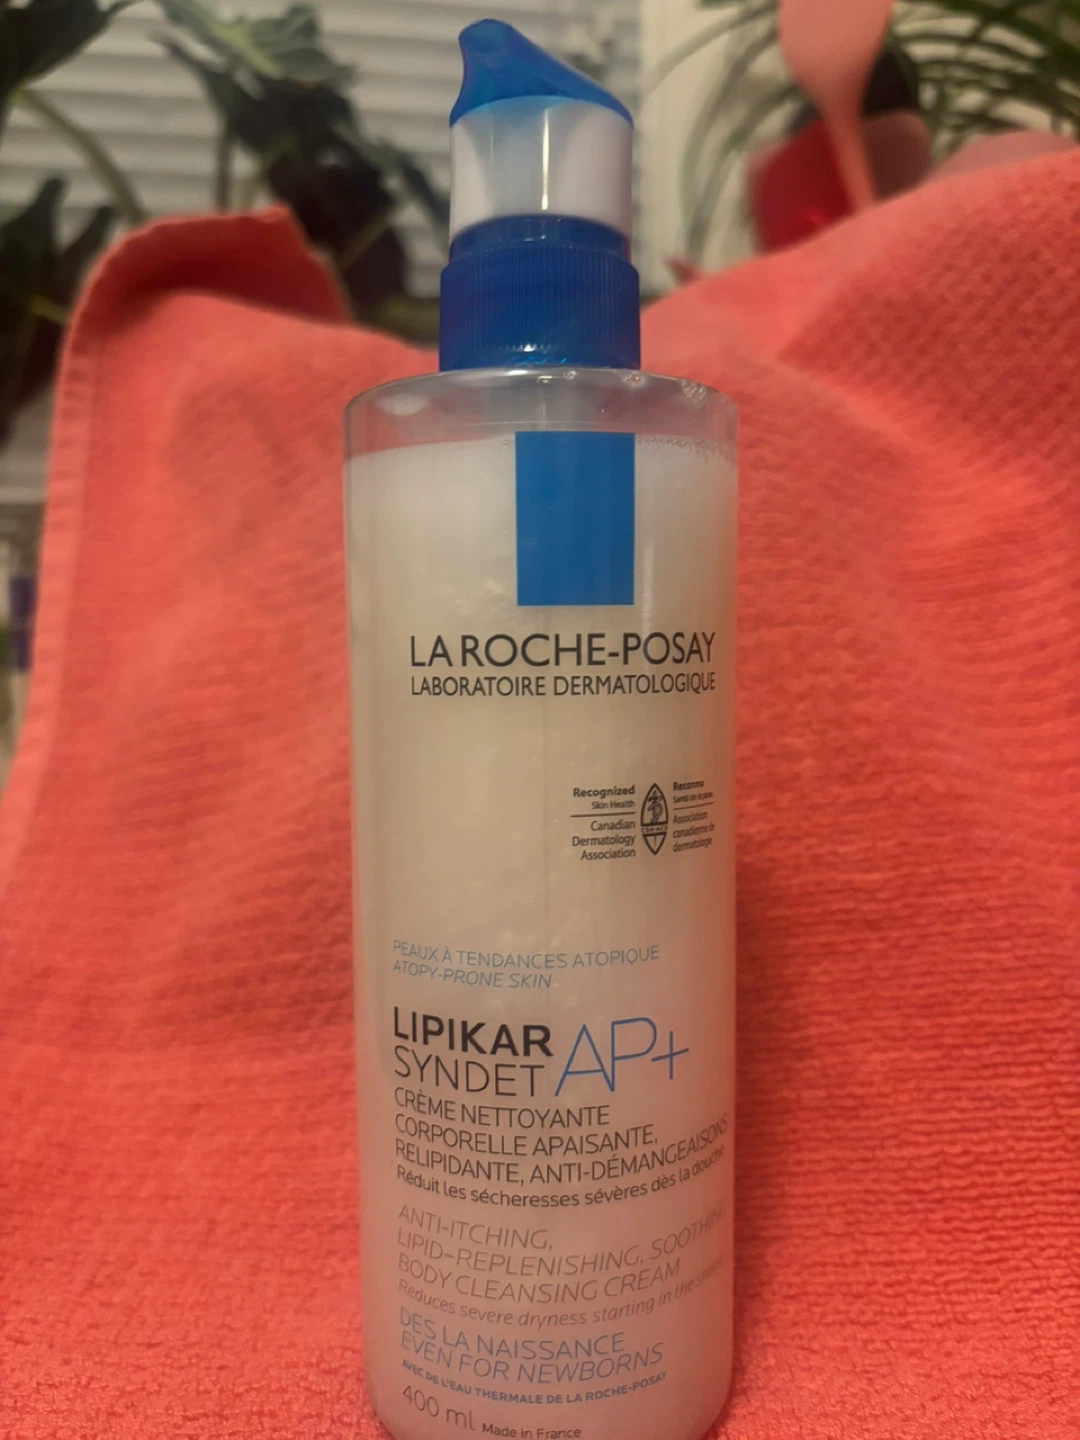 LA ROCHE-POSAY
LABORATOIRE DERMATOLOGIQUE
Recognized
Skin Health
Canadian
Dermatology
Association
Reconnu
Santé de la peau
Association
canadienne de
dermatologie
PEAUX À TENDANCES ATOPIQUE
ATOPY-PRONE SKIN
LIPIKAR
SYNDET AP+
CRÈME NETTOYANTE
CORPORELLE APAISANTE,
RELIPIDANTE, ANTI-DÉMANGEAISONS
Réduit les sécheresses sévères dès la douche
ANTI-ITCHING,
LIPID-REPLENISHING, SOOTHING
BODY CLEANSING CREAM
Reduces severe dryness starting in the shower
DÈS LA NAISSANCE
EVEN FOR NEWBORNS
AVEC DE L'EAU THERMALE DE LA ROCHE-POSAY
400 ml Made in France